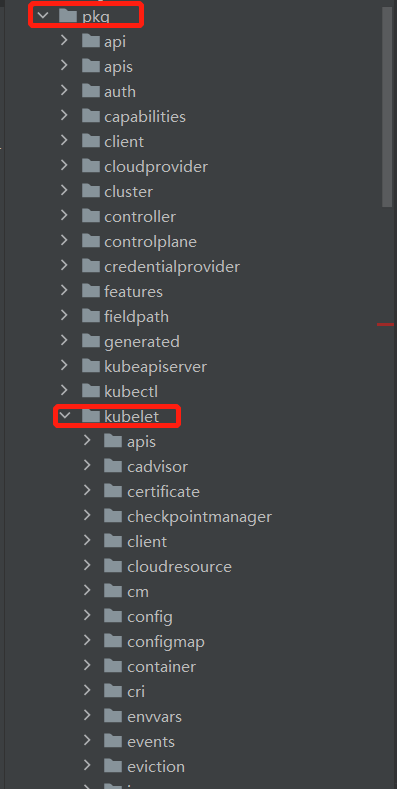 pkg
api
apis
auth
capabilities
client
cloudprovider
cluster
controller
controlplane
credentialprovider
features
fieldpath
generated
kubeapiserver
kubectl
kubelet
apis
cadvisor
certificate
checkpointmanager
client
cloudresource
cm
config
configmap
container
cri
envvars
events
eviction